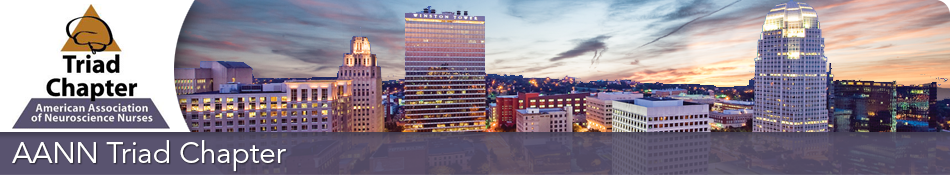 Triad
Chapter
American Association
of Neuroscience Nurses
WINSTON TOWER
AANN Triad Chapter